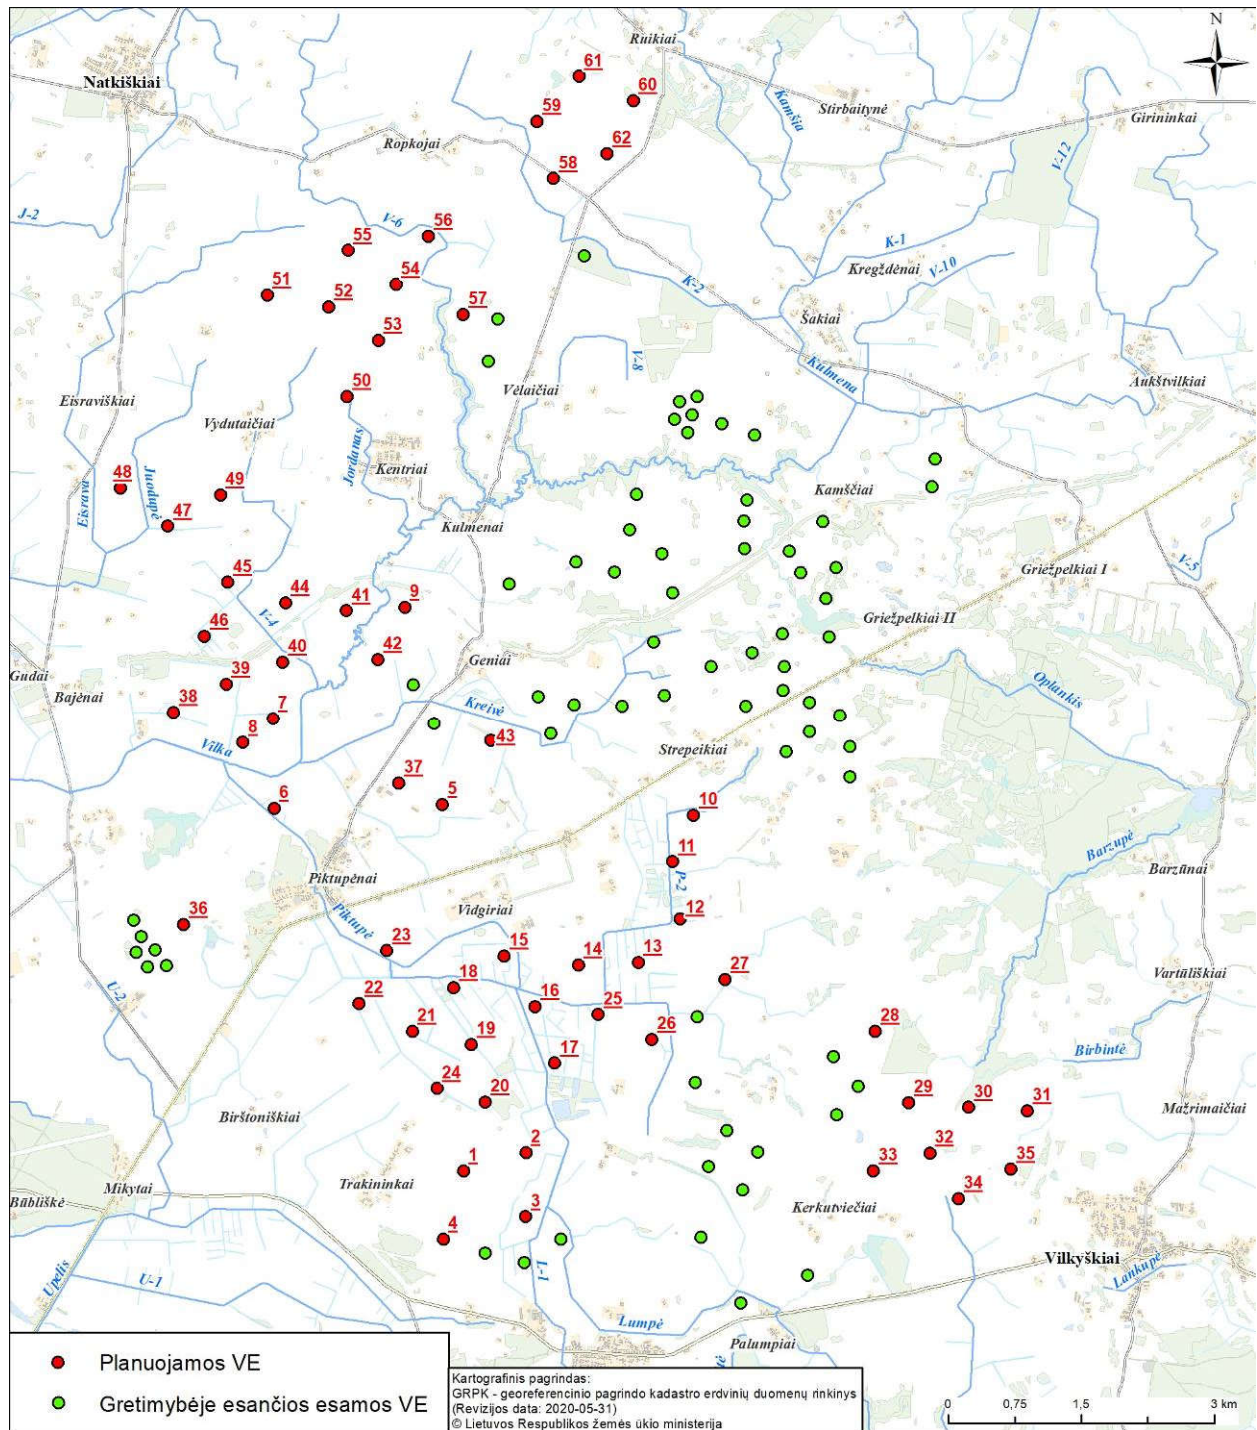 N
Ruikiai
61
Natkiškiai
60
Kamšia
59
Stirbaitynė
Girininkai
Ropkojai
62
V-12
58
J-2
V-6
56
55
K-1
Kregždėnai
54
V-10
51
52
K-2
57
Šakiai
53
V-8
Kulmena
Vėlaičiai
Aukštvilkiai
50
Eisraviškiai
Vydutaičiai
Jordanas
Kentriai
48
Juodupė
49
Eisrava
Kamščiai
47
Kulmenai
V-5
Griežpelkiai I
45
44
41
9
V-4
Griežpelkiai II
46
40
42
Geniai
Gudai
39
Bajėnai
Oplankis
38
7
Kreivė
8
43
Vilka
Strepeikiai
37
5
6
10
11
Barzupė
Barzūnai
P-2
Piktupėnai
36
12
Vidgiriai
Piktupė
23
15
14
13
27
Vartūliškiai
U-2
18
22
16
25
28
21
19
26
Birbintė
17
24
20
29
30
31
Mažrimaičiai
Birštoniškiai
2
32
1
33
35
Trakininkai
Mikytai
Būbliškė
3
34
Kerkutviečiai
4
Vilkyškiai
L-1
Upelis
U-1
Lankupė
Lumpė
Palumpiai
Planuojamos VE
Gretimybėje esančios esamos VE
Kartografinis pagrindas:
GRPK - georeferencinio pagrindo kadastro erdvinių duomenų rinkinys
(Revizijos data: 2020-05-31)
© Lietuvos Respublikos žemės ūkio ministerija
0 0,75 1,5 3 km